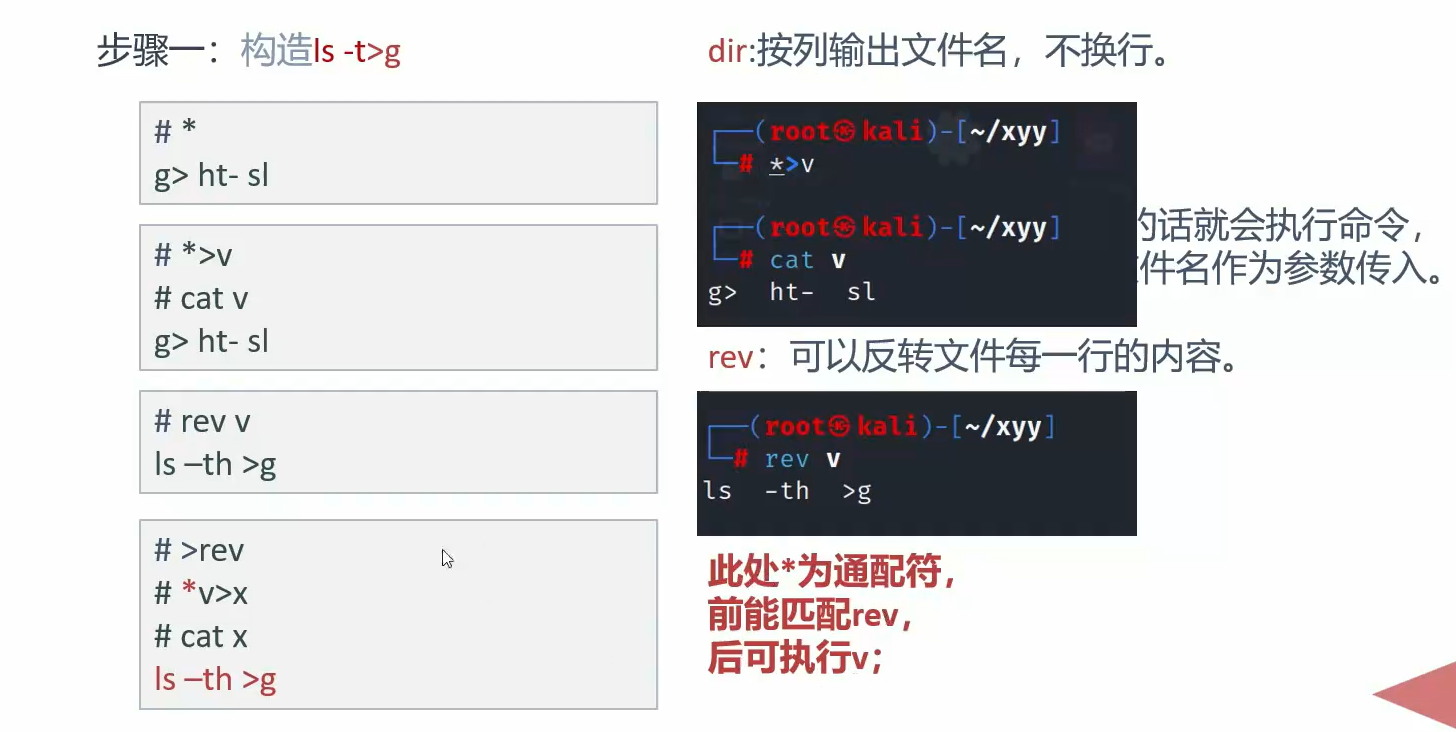 步骤一：构造ls -t>g
# *
g> ht- sl
# *>v
# cat v
g> ht- sl
# rev v
ls –th >g
# >rev
# *v>x
# cat x
ls –th >g
dir:按列输出文件名，不换行。
(root㉿kali)-[~/xyy]
# *>v
(root㉿kali)-[~/xyy]
# cat v
g>  ht-  sl
的话就会执行命令，
件名作为参数传入。
rev：可以反转文件每一行的内容。
(root㉿kali)-[~/xyy]
# rev v
ls  -th  >g
此处*为通配符，
前能匹配rev，
后可执行v；